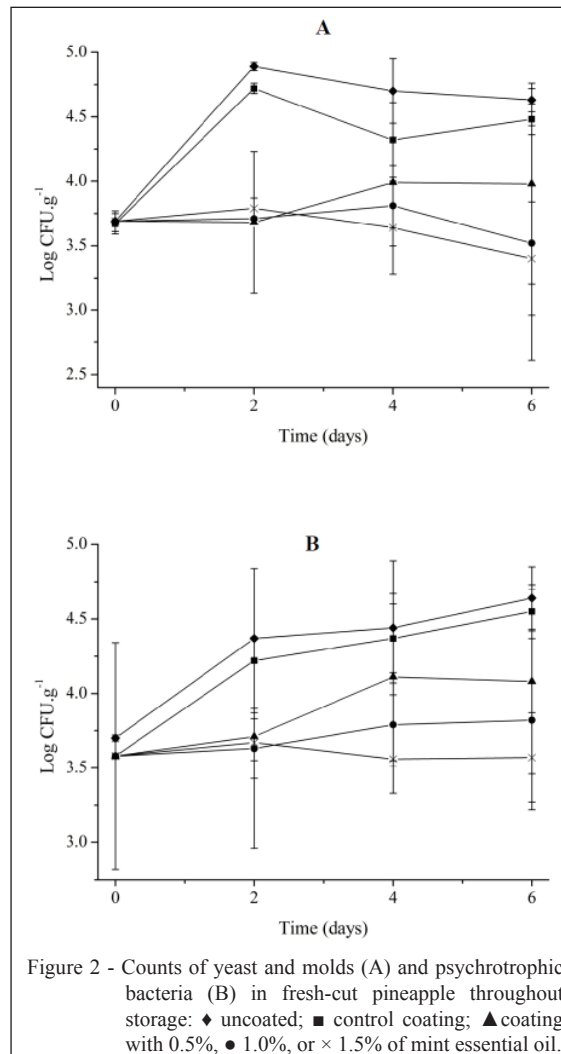 A
5.0
4.5
4.0
3.5
3.0
2.5
Log CFU.g⁻¹
0 2 4 6
Time (days)
B
5.0
4.5
4.0
3.5
3.0
Log CFU.g⁻¹
0 2 4 6
Time (days)
Figure 2 - Counts of yeast and molds (A) and psychrotrophic
bacteria (B) in fresh-cut pineapple throughout
storage: ♦ uncoated; ■ control coating; ▲coating
with 0.5%, ● 1.0%, or × 1.5% of mint essential oil.